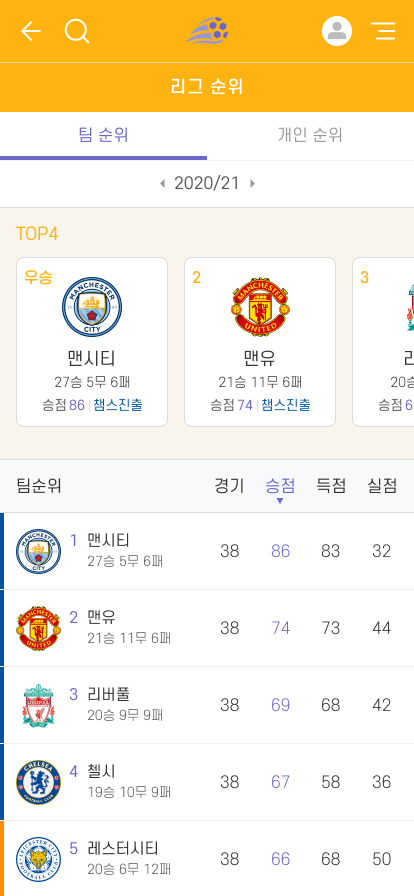 리그 순위
팀 순위 개인 순위
2020/21
TOP4
우승 2 3
MANCHESTER CITY MANCHESTER UNITED
맨시티 맨유
27승 5무 6패 21승 11무 6패 20승
승점 86 챔스진출 승점 74 챔스진출 승점 6
팀순위 경기 승점 득점 실점
1 맨시티 38 86 83 32
27승 5무 6패
2 맨유 38 74 73 44
21승 11무 6패
3 리버풀 38 69 68 42
20승 9무 9패
4 첼시 38 67 58 36
19승 10무 9패
5 레스터시티 38 66 68 50
20승 6무 12패